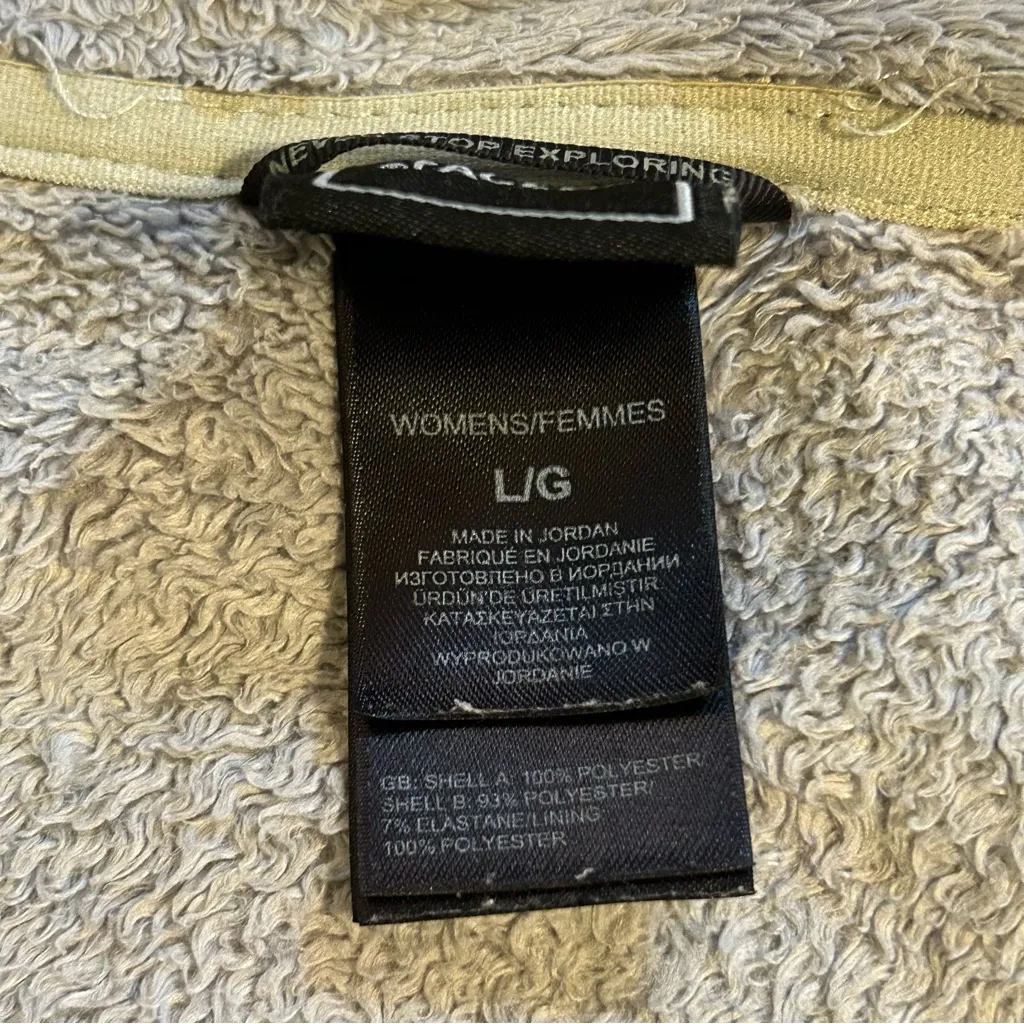 STOP EXPLORING
WOMENS/FEMMES
L/G
MADE IN JORDAN
FABRIQUÉ EN JORDANIE
ИЗГОТОВЛЕНО В ИОРДАНИИ
ÜRDÜN'DE ÜRETILMISTIR
ΚΑΤΑΣΚΕΥΑΖΕΤΑΙ ΣΤΗΝ
ΙΟΡΔΑΝΙΑ
WYPRODUKOWANO W
JORDANIE
GB: SHELL A: 100% POLYESTER/
SHELL B: 93% POLYESTER/
7% ELASTANE/LINING
100% POLYESTER